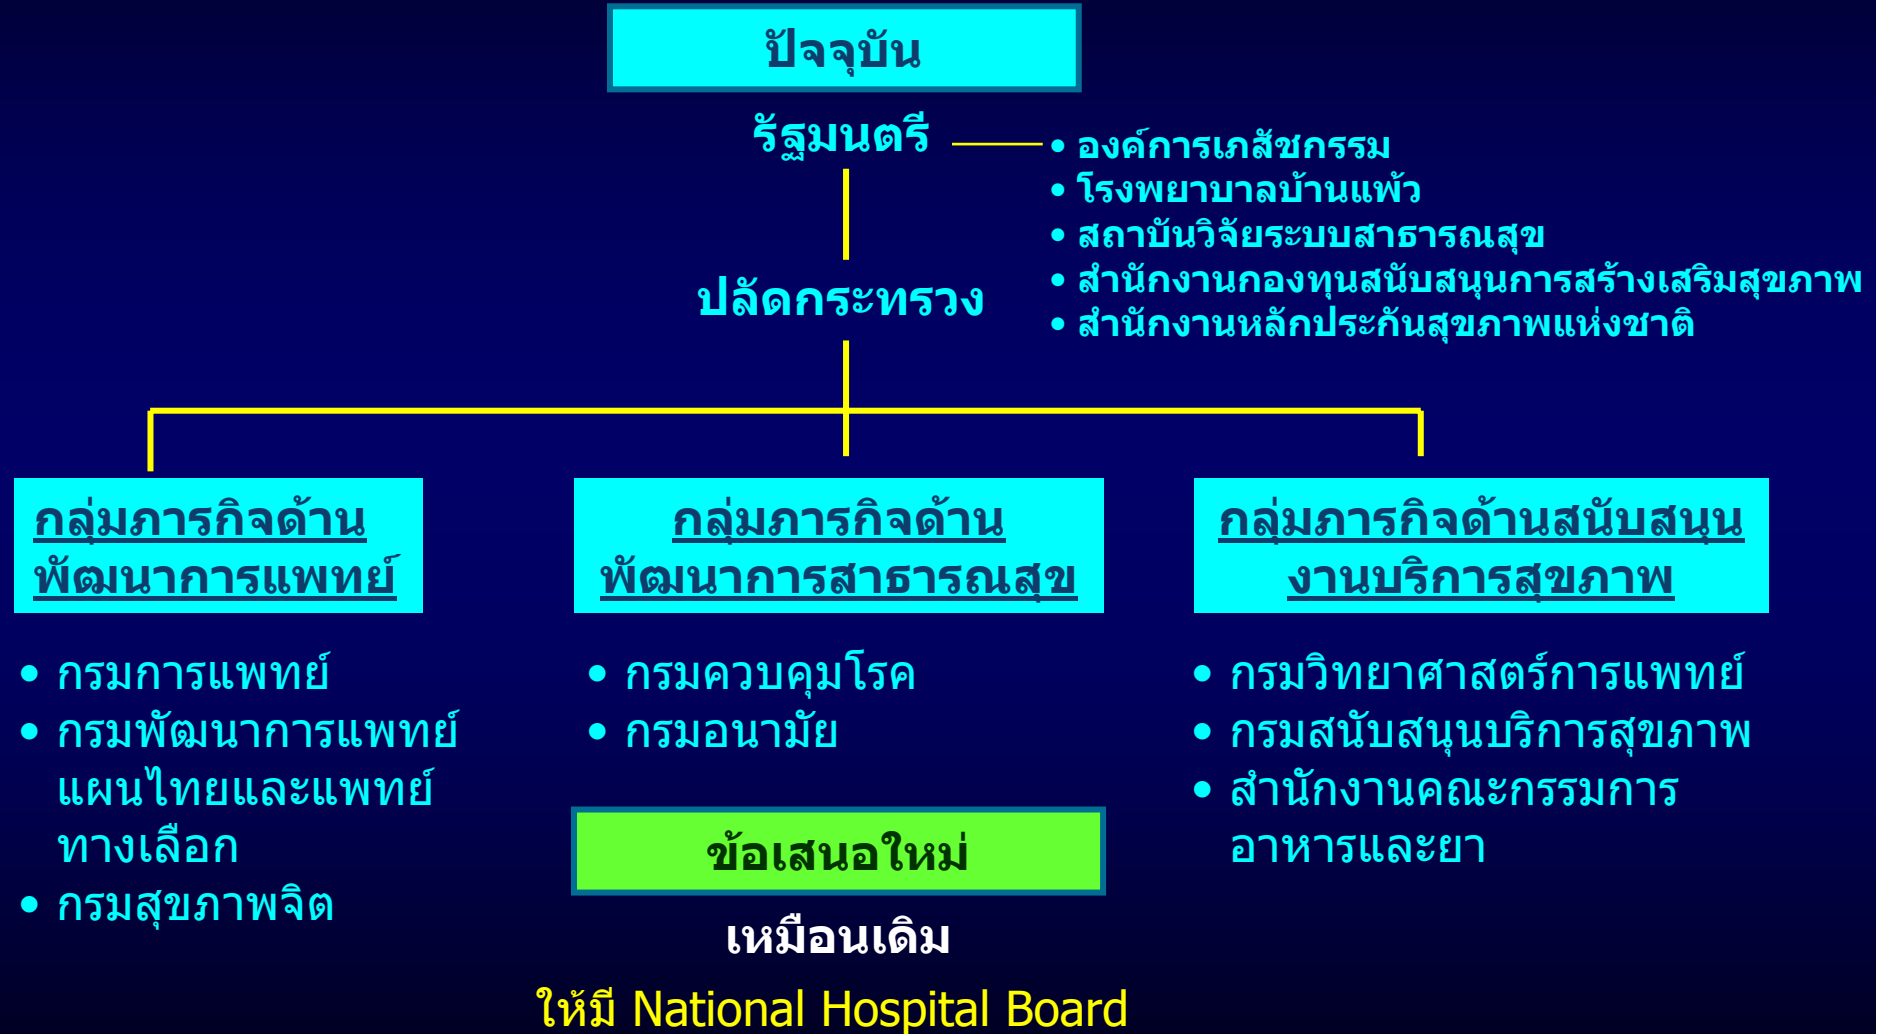 ปัจจุบัน
รัฐมนตรี
• องค์การเภสัชกรรม
• โรงพยาบาลบ้านแพ้ว
• สถาบันวิจัยระบบสาธารณสุข
• สำนักงานกองทุนสนับสนุนการสร้างเสริมสุขภาพ
• สำนักงานหลักประกันสุขภาพแห่งชาติ
ปลัดกระทรวง
กลุ่มภารกิจด้าน
พัฒนาการแพทย์
• กรมการแพทย์
• กรมพัฒนาการแพทย์
แผนไทยและแพทย์
ทางเลือก
• กรมสุขภาพจิต
กลุ่มภารกิจด้าน
พัฒนาการสาธารณสุข
• กรมควบคุมโรค
• กรมอนามัย
กลุ่มภารกิจด้านสนับสนุน
งานบริการสุขภาพ
• กรมวิทยาศาสตร์การแพทย์
• กรมสนับสนุนบริการสุขภาพ
• สำนักงานคณะกรรมการ
อาหารและยา
ข้อเสนอใหม่
เหมือนเดิม
ให้มี National Hospital Board